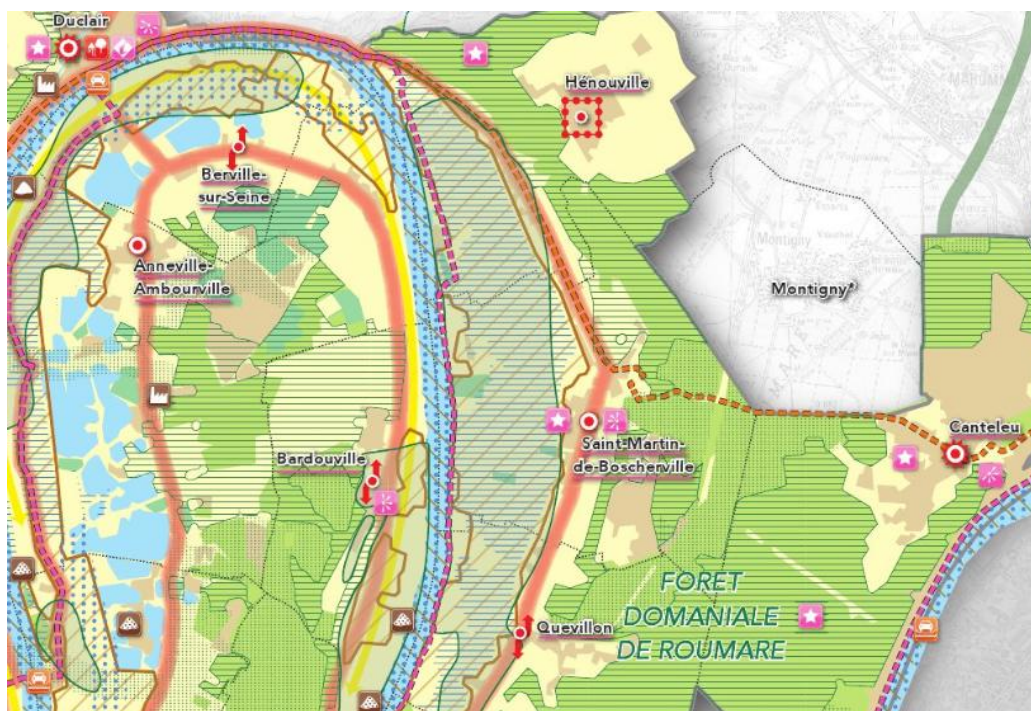 Duclair
Hénouville
Berville-
sur-Seine
Anneville-
Ambourville
Montigny*
Montigny
Bardouville
Saint-Martin-
de-Boscherville
Canteleu
Quevillon
FORET
DOMANIALE
DE ROUMARE